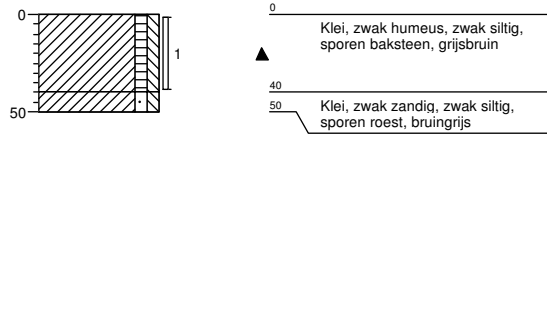 0
50
1
0
Klei, zwak humeus, zwak siltig,
sporen baksteen, grijsbruin
40
50
Klei, zwak zandig, zwak siltig,
sporen roest, bruingrijs